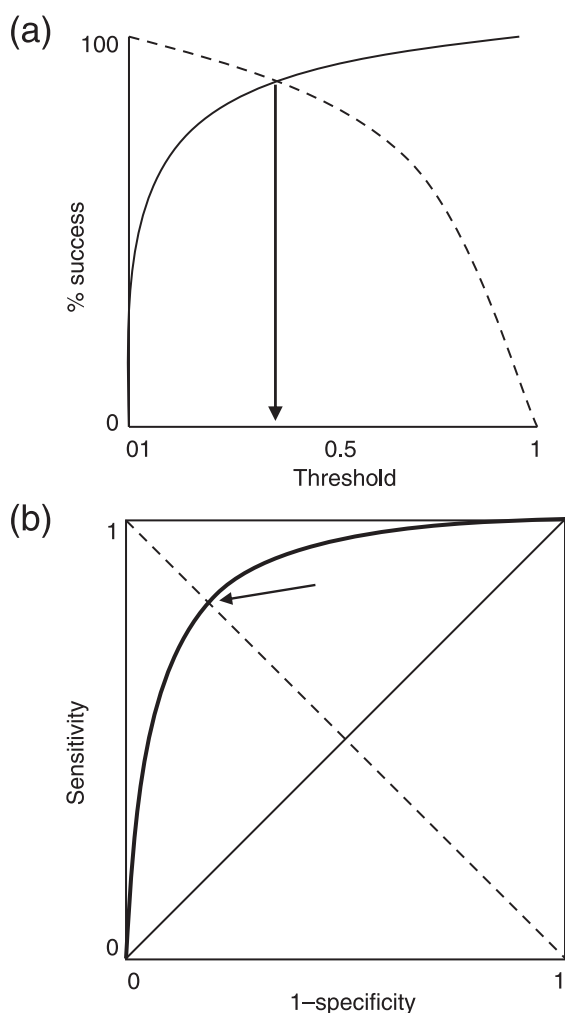 (a)
100
% success
0
01 0.5 1
Threshold
(b)
1
Sensitivity
0
0 1
1–specificity